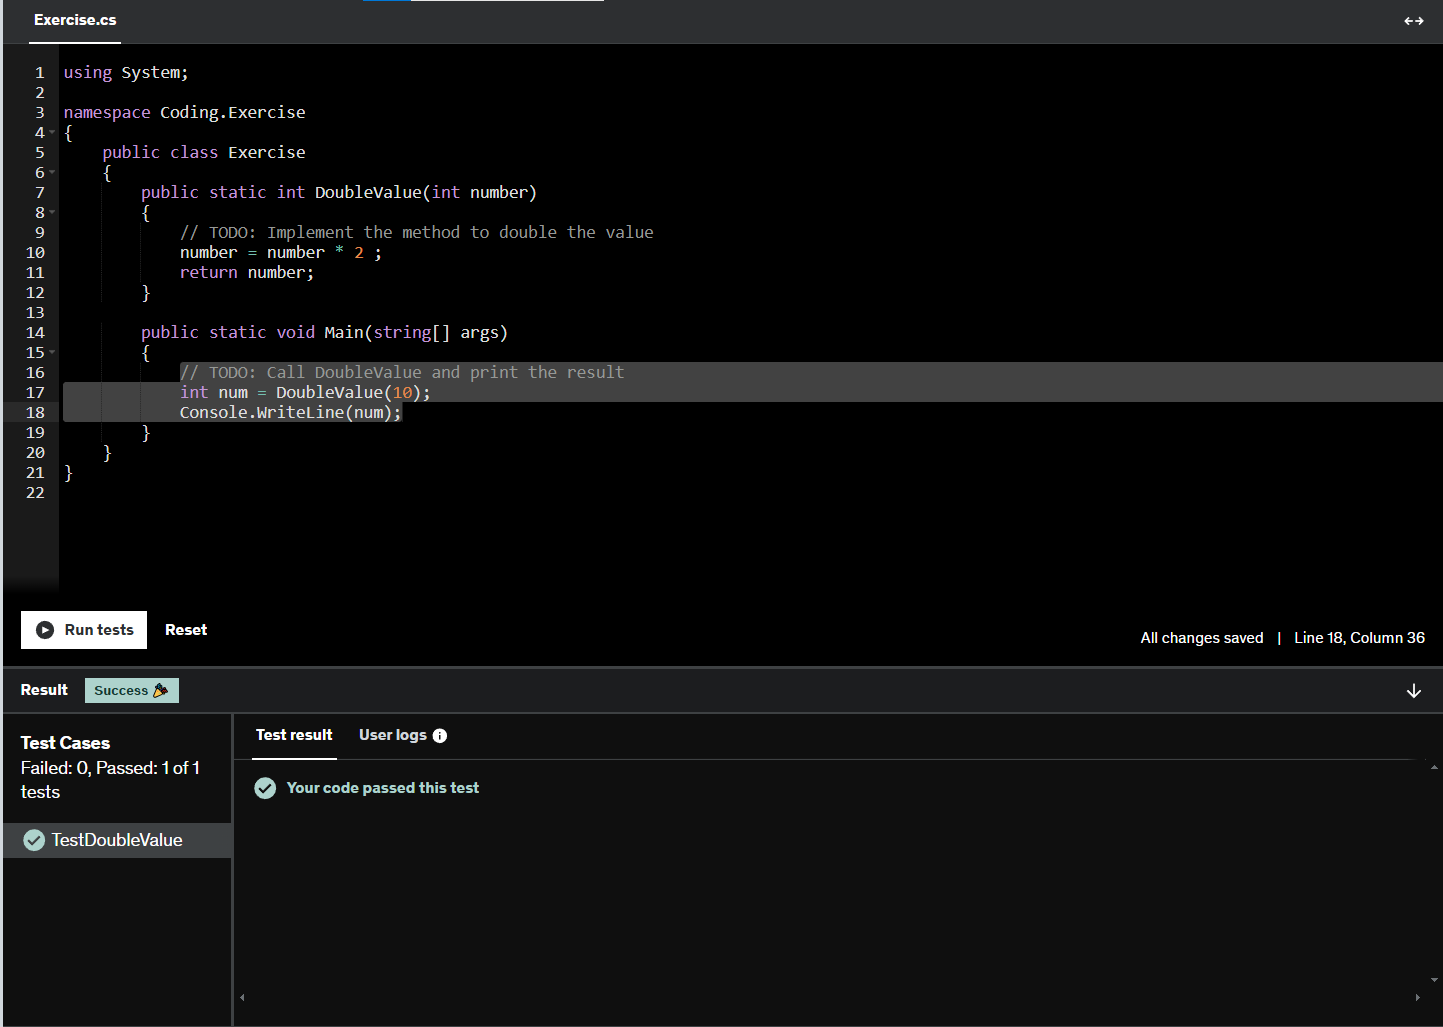 Exercise.cs
1 using System;
2
3 namespace Coding.Exercise
4 {
5     public class Exercise
6     {
7         public static int DoubleValue(int number)
8         {
9             // TODO: Implement the method to double the value
10             number = number * 2 ;
11             return number;
12         }
13
14         public static void Main(string[] args)
15         {
16             // TODO: Call DoubleValue and print the result
17             int num = DoubleValue(10);
18             Console.WriteLine(num);
19         }
20     }
21 }
22
Run tests Reset
All changes saved | Line 18, Column 36
Result Success
Test Cases
Failed: 0, Passed: 1 of 1
tests
TestDoubleValue
Test result User logs
Your code passed this test